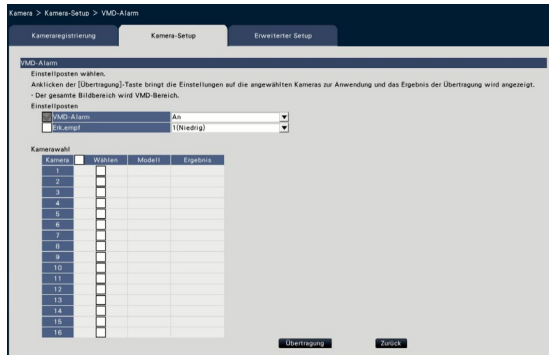 Kamera > Kamera-Setup > VMD-Alarm
Kameraregistrierung Kamera-Setup Erweiterter Setup
VMD-Alarm
Einstellposten wählen.
Anklicken der [Übertragung]-Taste bringt die Einstellungen auf die angewählten Kameras zur Anwendung und das Ergebnis der Übertragung wird angezeigt.
· Der gesamte Bildbereich wird VMD-Bereich.
Einstellposten
VMD-Alarm An
Erk.empf 1(Niedrig)
Kamerawahl
Kamera Wählen Modell Ergebnis
1
2
3
4
5
6
7
8
9
10
11
12
13
14
15
16
Übertragung Zurück